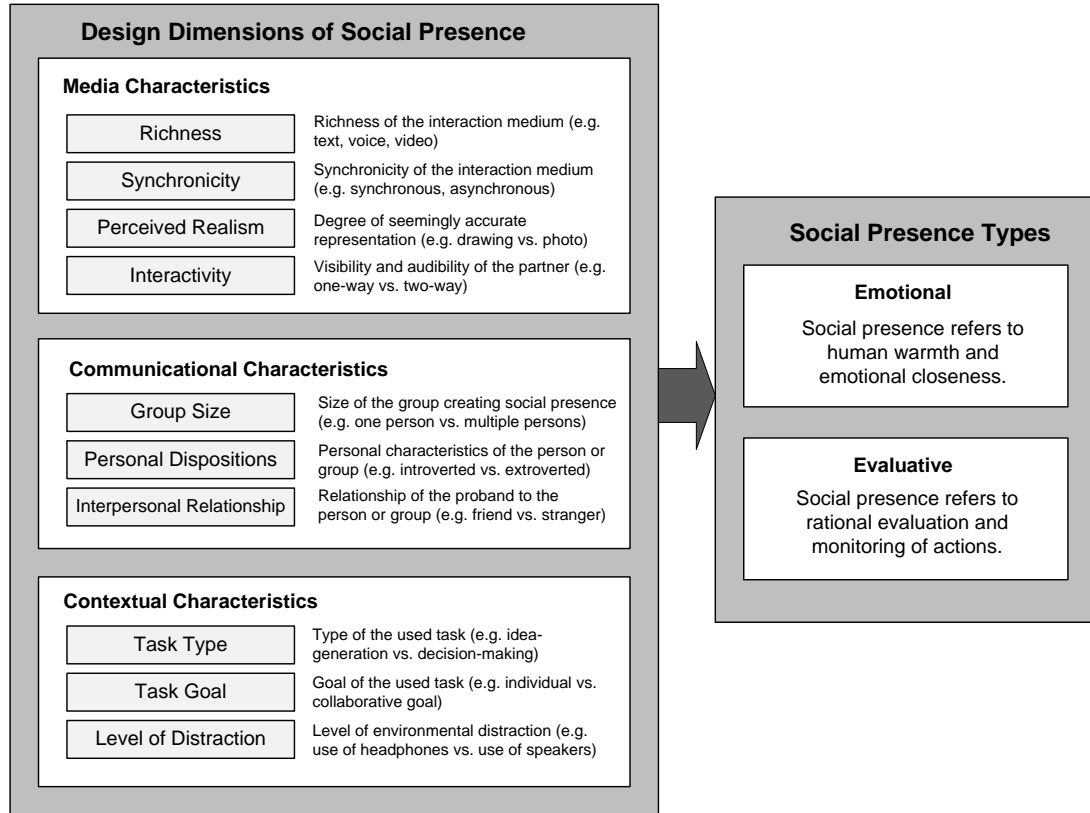 Design Dimensions of Social Presence
Media Characteristics
Richness
Richness of the interaction medium (e.g.
text, voice, video)
Synchronicity
Synchronicity of the interaction medium
(e.g. synchronous, asynchronous)
Perceived Realism
Degree of seemingly accurate
representation (e.g. drawing vs. photo)
Interactivity
Visibility and audibility of the partner (e.g.
one-way vs. two-way)
Communicational Characteristics
Group Size
Size of the group creating social presence
(e.g. one person vs. multiple persons)
Personal Dispositions
Personal characteristics of the person or
group (e.g. introverted vs. extroverted)
Interpersonal Relationship
Relationship of the proband to the
person or group (e.g. friend vs. stranger)
Contextual Characteristics
Task Type
Type of the used task (e.g. idea-
generation vs. decision-making)
Task Goal
Goal of the used task (e.g. individual vs.
collaborative goal)
Level of Distraction
Level of environmental distraction (e.g.
use of headphones vs. use of speakers)
Social Presence Types
Emotional
Social presence refers to
human warmth and
emotional closeness.
Evaluative
Social presence refers to
rational evaluation and
monitoring of actions.